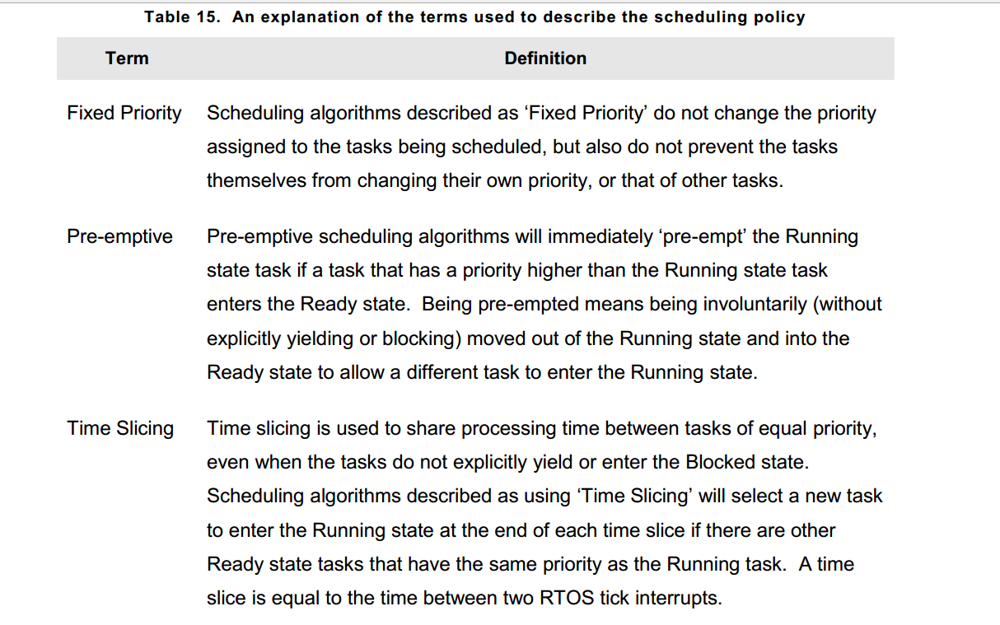 Table 15.  An explanation of the terms used to describe the scheduling policy
Term Definition
Fixed Priority Scheduling algorithms described as ‘Fixed Priority’ do not change the priority
assigned to the tasks being scheduled, but also do not prevent the tasks
themselves from changing their own priority, or that of other tasks.
Pre-emptive Pre-emptive scheduling algorithms will immediately ‘pre-empt’ the Running
state task if a task that has a priority higher than the Running state task
enters the Ready state.  Being pre-empted means being involuntarily (without
explicitly yielding or blocking) moved out of the Running state and into the
Ready state to allow a different task to enter the Running state.
Time Slicing Time slicing is used to share processing time between tasks of equal priority,
even when the tasks do not explicitly yield or enter the Blocked state.
Scheduling algorithms described as using ‘Time Slicing’ will select a new task
to enter the Running state at the end of each time slice if there are other
Ready state tasks that have the same priority as the Running task.  A time
slice is equal to the time between two RTOS tick interrupts.